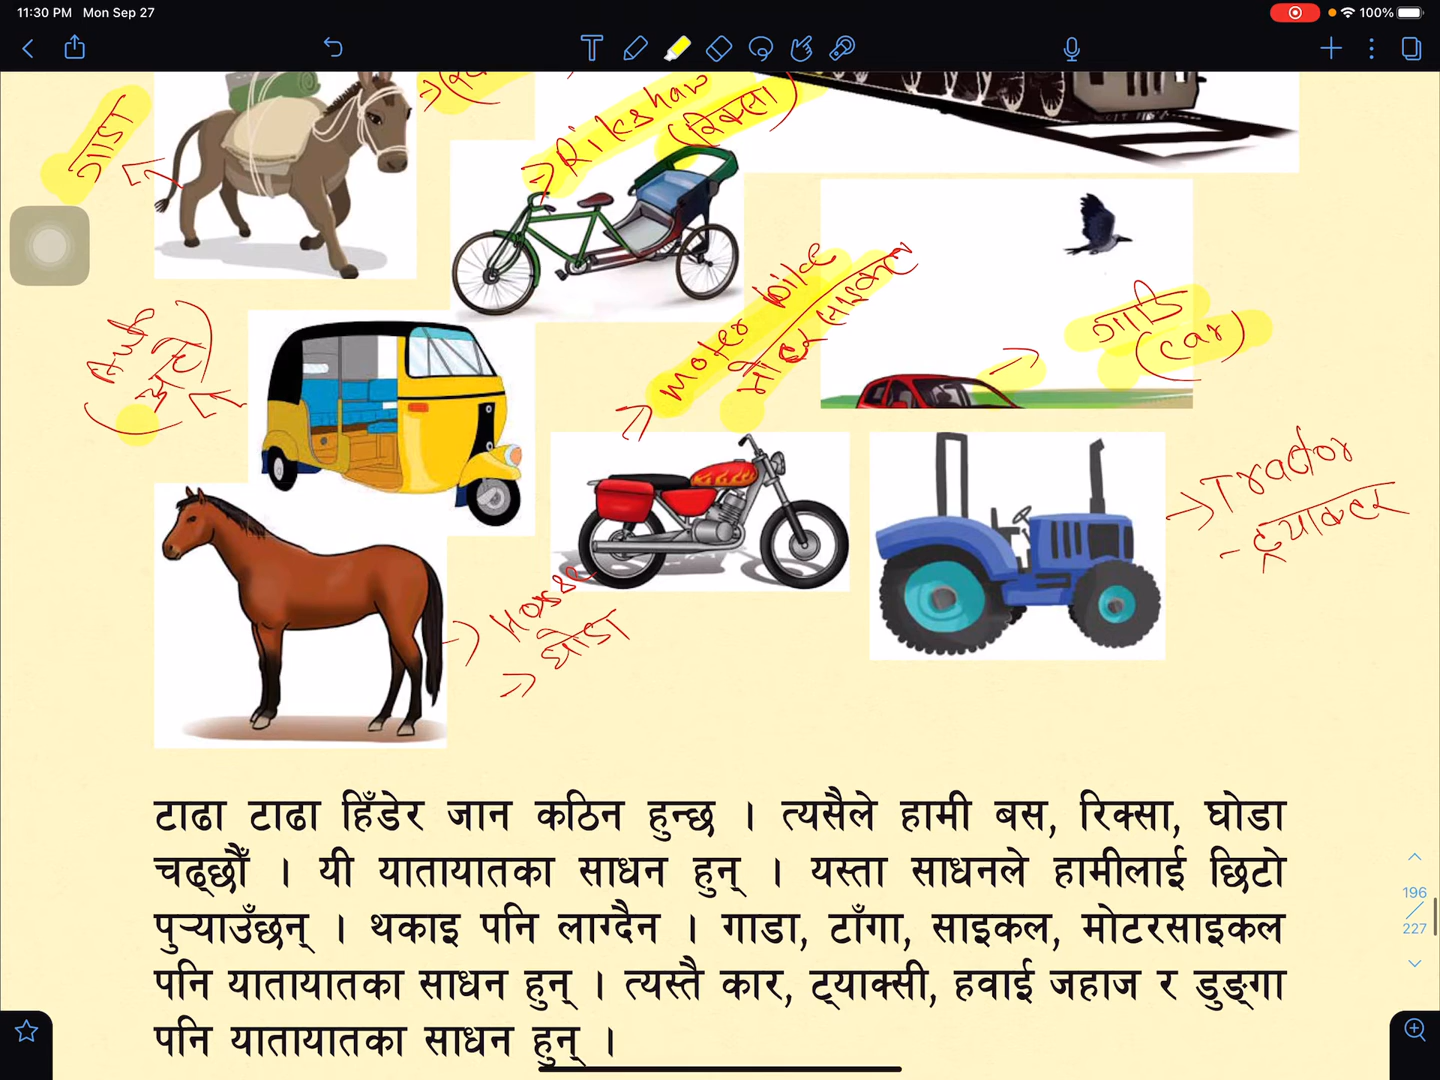 11:30 PM Mon Sep 27
100%
गाडा
Rikshaw
(रिक्सा)
moter bike
मोटर साइकल
गाडि
(car)
Tractor
- ट्र्याक्टर
Horse
घोडा
टाढा टाढा हिँडेर जान कठिन हुन्छ । त्यसैले हामी बस, रिक्सा, घोडा
चढ्छौँ । यी यातायातका साधन हुन् । यस्ता साधनले हामीलाई छिटो
पुऱ्याउँछन् । थकाइ पनि लाग्दैन । गाडा, टाँगा, साइकल, मोटरसाइकल
पनि यातायातका साधन हुन् । त्यस्तै कार, ट्याक्सी, हवाई जहाज र डुङ्गा
पनि यातायातका साधन हुन् ।
196
227